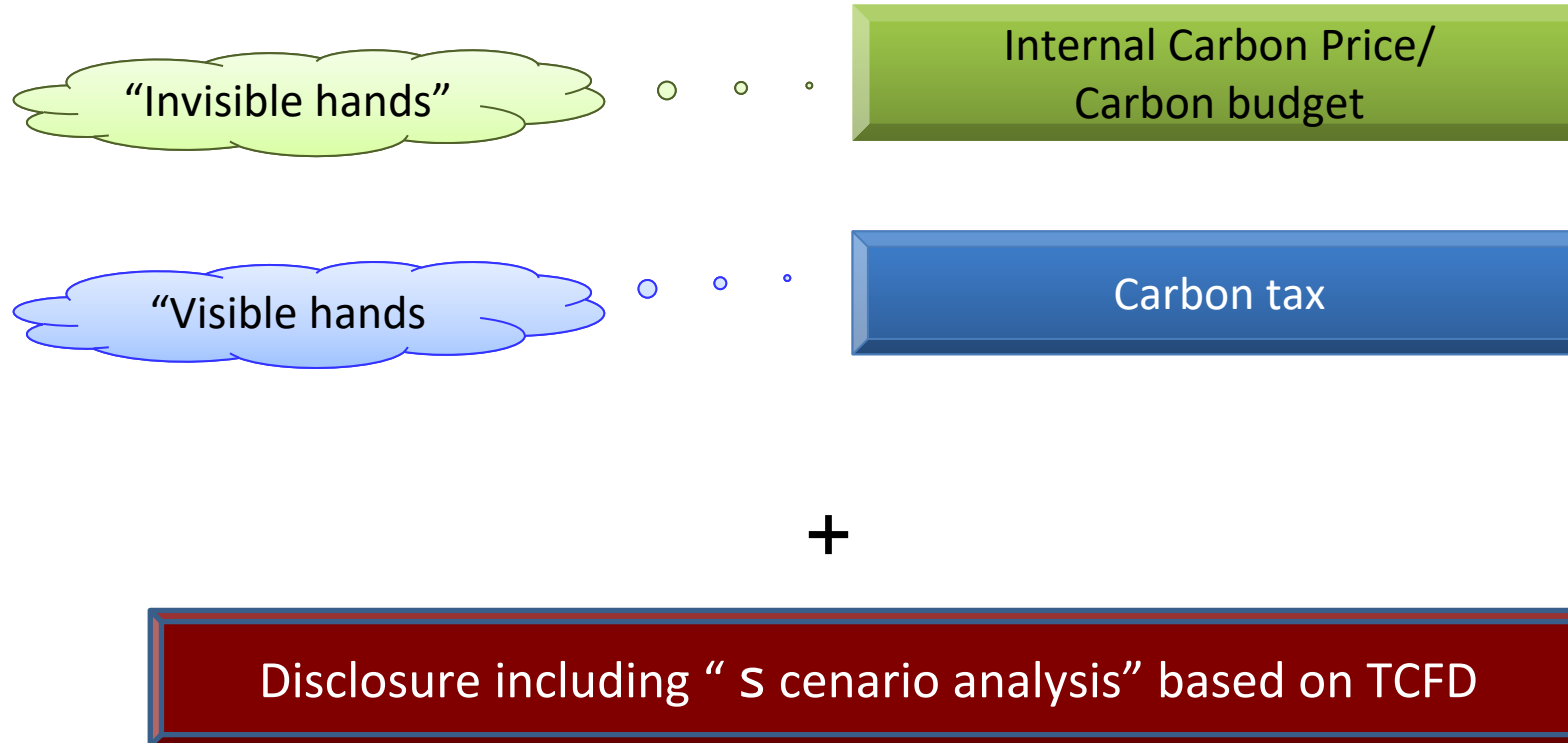 “Invisible hands”
Internal Carbon Price/
Carbon budget
“Visible hands
Carbon tax
+
Disclosure including “ s cenario analysis” based on TCFD